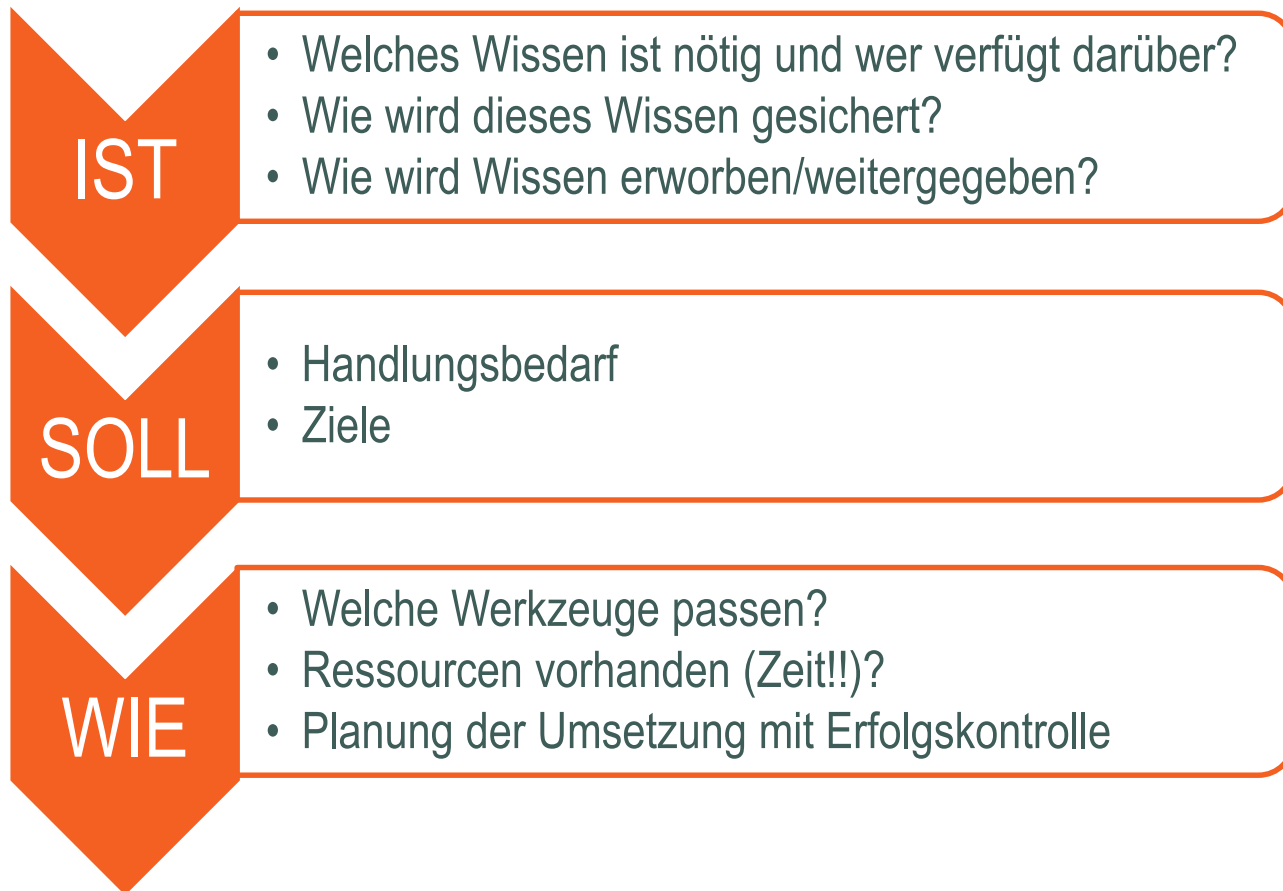 IST
• Welches Wissen ist nötig und wer verfügt darüber?
• Wie wird dieses Wissen gesichert?
• Wie wird Wissen erworben/weitergegeben?
SOLL
• Handlungsbedarf
• Ziele
WIE
• Welche Werkzeuge passen?
• Ressourcen vorhanden (Zeit!!)?
• Planung der Umsetzung mit Erfolgskontrolle